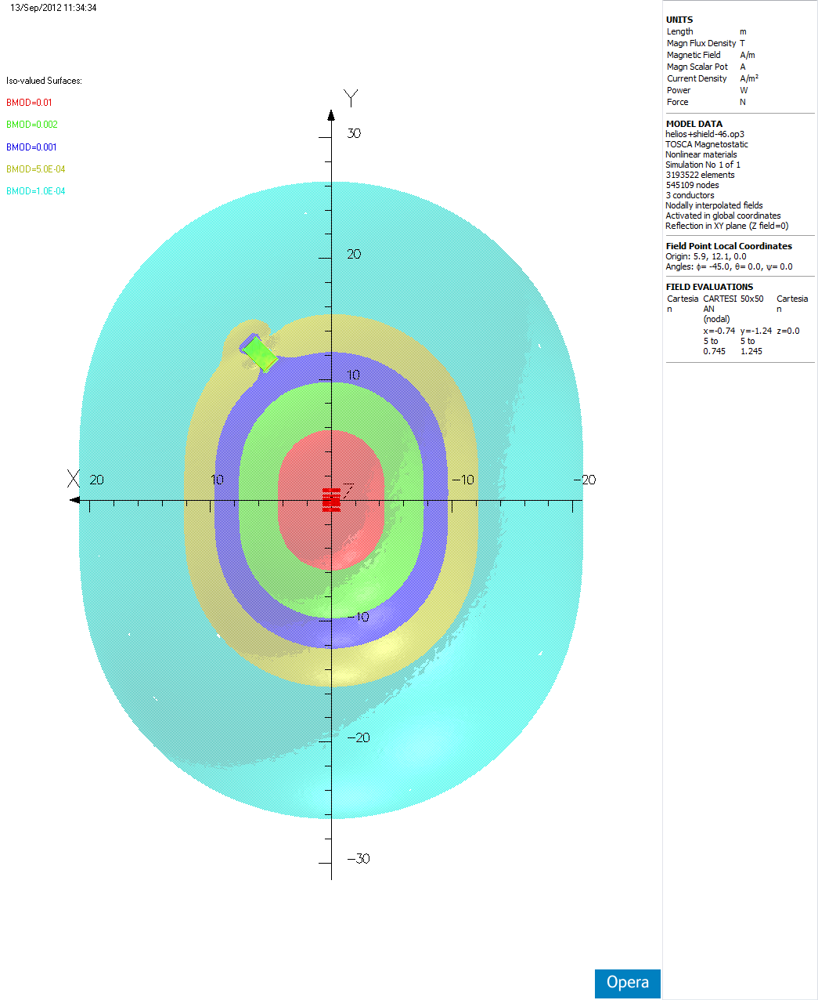 13/Sep/2012 11:34:34
Iso-valued Surfaces:
BMOD=0.01
BMOD=0.002
BMOD=0.001
BMOD=5.0E-04
BMOD=1.0E-04
Y
30
20
10
X 20 10 -10 -20
-10
-20
-30
UNITS
Length m
Magn Flux Density T
Magnetic Field A/m
Magn Scalar Pot A
Current Density A/m²
Power W
Force N
MODEL DATA
helios+shield-46.op3
TOSCA Magnetostatic
Nonlinear materials
Simulation No 1 of 1
3193522 elements
545109 nodes
3 conductors
Nodally interpolated fields
Activated in global coordinates
Reflection in XY plane (Z field=0)
Field Point Local Coordinates
Origin: 5.9, 12.1, 0.0
Angles: ϕ= -45.0, θ= 0.0, ψ= 0.0
FIELD EVALUATIONS
Cartesia CARTESI 50x50 Cartesia
n AN n
(nodal)
x=-0.74 y=-1.24 z=0.0
5 to 5 to
0.745 1.245
Opera